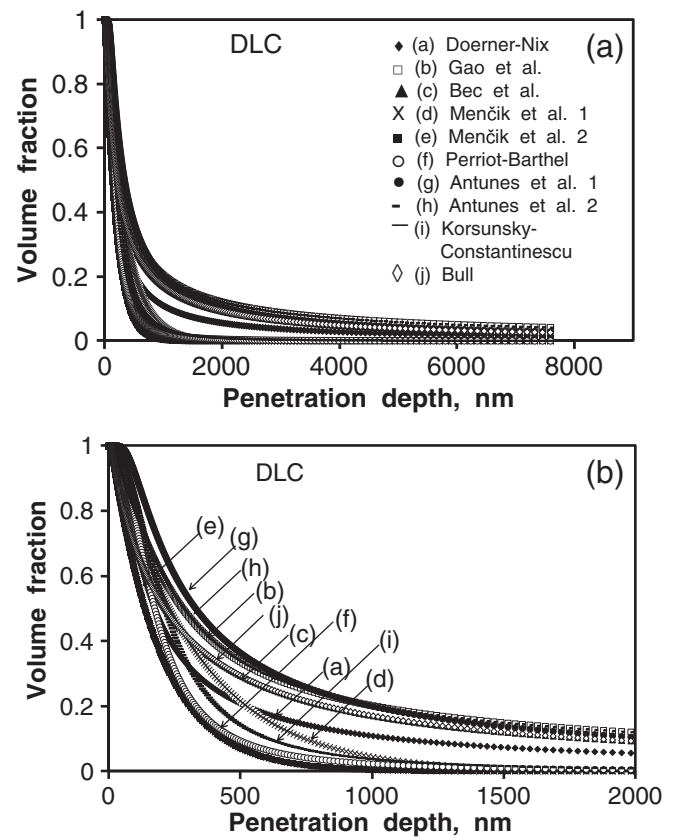 1
DLC
(a)
(a) Doerner-Nix
(b) Gao et al.
(c) Bec et al.
(d) Menčik et al. 1
(e) Menčik et al. 2
(f) Perriot-Barthel
(g) Antunes et al. 1
(h) Antunes et al. 2
(i) Korsunsky-
Constantinescu
(j) Bull
0.8
0.6
0.4
0.2
0
Volume fraction
0 2000 4000 6000 8000
Penetration depth, nm
1
DLC
(b)
0.8
0.6
0.4
0.2
0
Volume fraction
(e)
(g)
(h)
(b)
(j)
(f)
(c)
(i)
(a)
(d)
0 500 1000 1500 2000
Penetration depth, nm